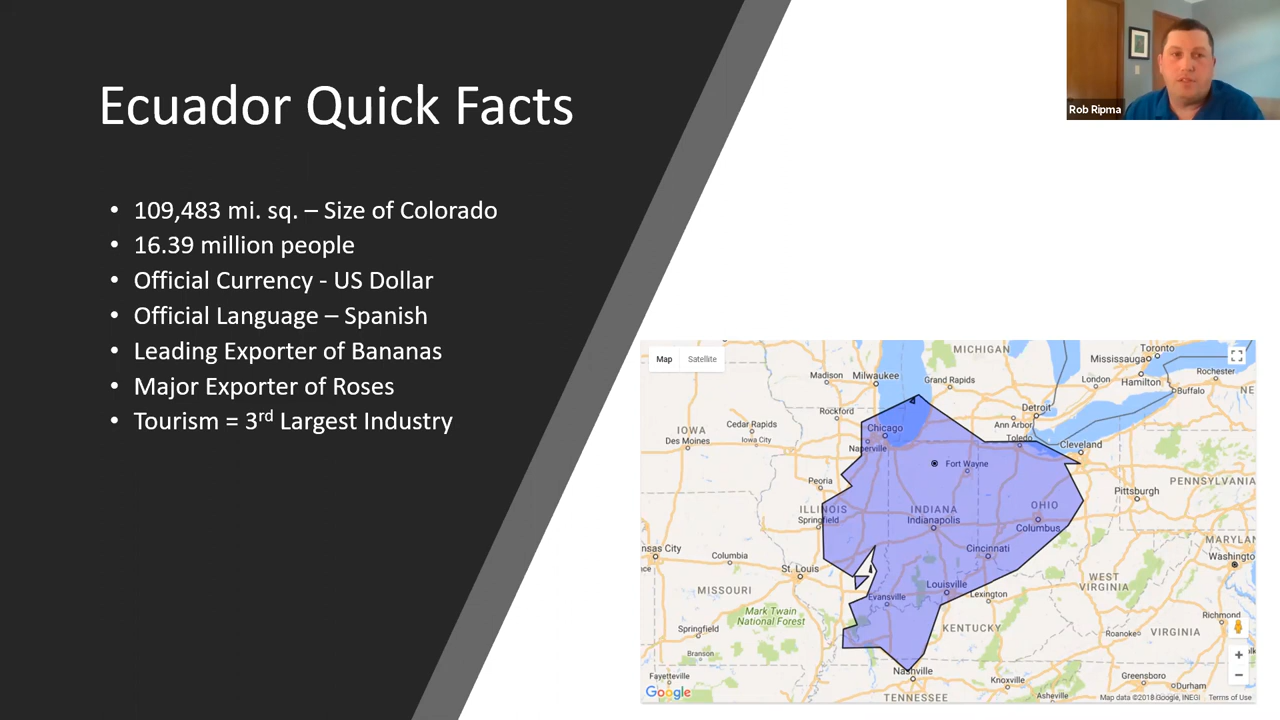 Ecuador Quick Facts
• 109,483 mi. sq. – Size of Colorado
• 16.39 million people
• Official Currency - US Dollar
• Official Language – Spanish
• Leading Exporter of Bananas
• Major Exporter of Roses
• Tourism = 3rd Largest Industry
Rob Ripma
Map Satellite
MICHIGAN
Toronto
Mississauga
Rochester
Madison
Milwaukee
Grand Rapids
London
Hamilton
Buffalo
NE
Rockford
Detroit
Ann Arbor
IOWA
Cedar Rapids
Iowa City
Des Moines
Chicago
Naperville
Toledo
Cleveland
Fort Wayne
Peoria
PENNSYLVANIA
Pittsburgh
ILLINOIS
Springfield
INDIANA
Indianapolis
OHIO
Columbus
MARYLAN
Washington
nsas City
Columbia
St. Louis
Cincinnati
MISSOURI
Louisville
Evansville
Lexington
WEST
VIRGINIA
Mark Twain
National Forest
Richmond
Springfield
KENTUCKY
Roanoke
VIRGINIA
Branson
Fayetteville
Nashville
Knoxville
Greensboro
Durham
TENNESSEE
Asheville
Google
Map data ©2018 Google, INEGI Terms of Use